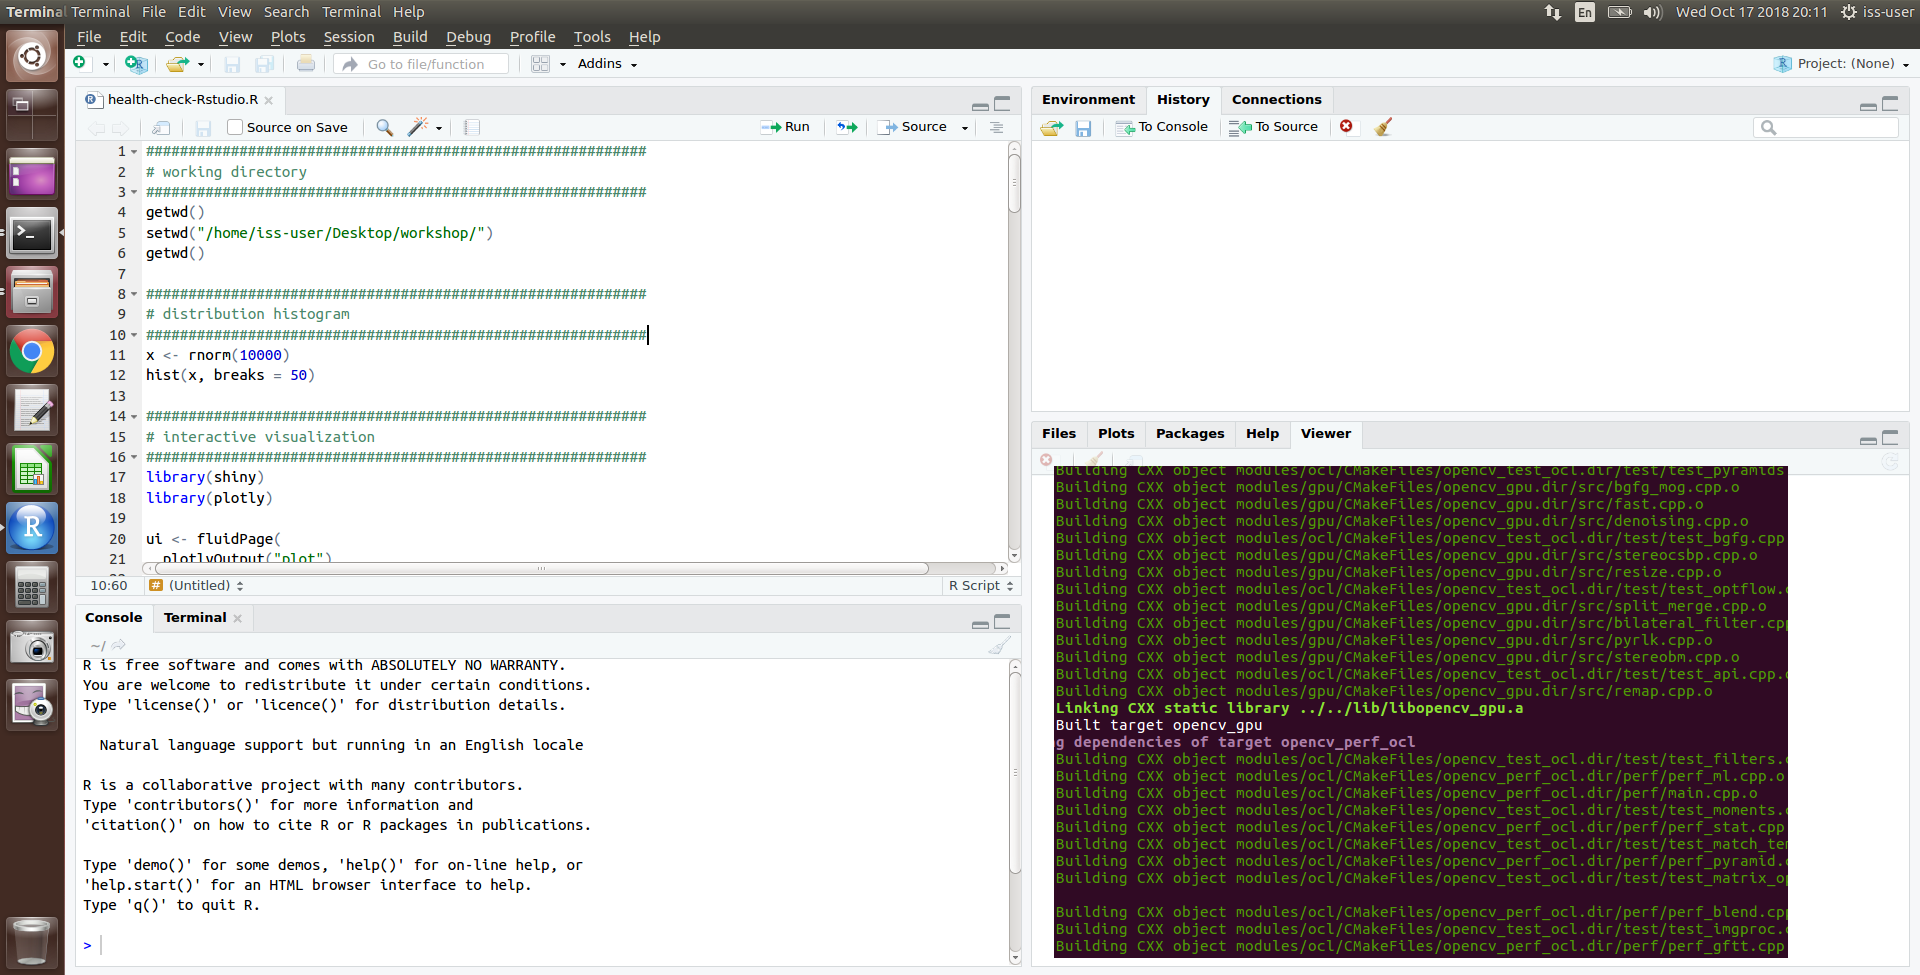 Terminal Terminal File Edit View Search Terminal Help
En Wed Oct 17 2018 20:11 iss-user
File Edit Code View Plots Session Build Debug Profile Tools Help
Go to file/function Addins Project: (None)
health-check-Rstudio.R
Source on Save Run Source
1 ###########################################################
2 # working directory
3 ###########################################################
4 getwd()
5 setwd("/home/iss-user/Desktop/workshop/")
6 getwd()
7
8 ###########################################################
9 # distribution histogram
10 ###########################################################
11 x <- rnorm(10000)
12 hist(x, breaks = 50)
13
14 ###########################################################
15 # interactive visualization
16 ###########################################################
17 library(shiny)
18 library(plotly)
19
20 ui <- fluidPage(
21 plotlyOutput("plot")
10:60 # (Untitled) R Script
Console Terminal
~/
R is free software and comes with ABSOLUTELY NO WARRANTY.
You are welcome to redistribute it under certain conditions.
Type 'license()' or 'licence()' for distribution details.
Natural language support but running in an English locale
R is a collaborative project with many contributors.
Type 'contributors()' for more information and
'citation()' on how to cite R or R packages in publications.
Type 'demo()' for some demos, 'help()' for on-line help, or
'help.start()' for an HTML browser interface to help.
Type 'q()' to quit R.
>
Environment History Connections
To Console To Source
Files Plots Packages Help Viewer
Building CXX object modules/ocl/CMakeFiles/opencv_test_ocl.dir/test/test_pyramids
Building CXX object modules/gpu/CMakeFiles/opencv_gpu.dir/src/bgfg_mog.cpp.o
Building CXX object modules/gpu/CMakeFiles/opencv_gpu.dir/src/fast.cpp.o
Building CXX object modules/gpu/CMakeFiles/opencv_gpu.dir/src/denoising.cpp.o
Building CXX object modules/ocl/CMakeFiles/opencv_test_ocl.dir/test/test_bgfg.cpp
Building CXX object modules/gpu/CMakeFiles/opencv_gpu.dir/src/stereocsbp.cpp.o
Building CXX object modules/gpu/CMakeFiles/opencv_gpu.dir/src/resize.cpp.o
Building CXX object modules/ocl/CMakeFiles/opencv_test_ocl.dir/test/test_optflow.c
Building CXX object modules/gpu/CMakeFiles/opencv_gpu.dir/src/split_merge.cpp.o
Building CXX object modules/gpu/CMakeFiles/opencv_gpu.dir/src/bilateral_filter.cpp
Building CXX object modules/gpu/CMakeFiles/opencv_gpu.dir/src/pyrlk.cpp.o
Building CXX object modules/gpu/CMakeFiles/opencv_gpu.dir/src/stereobm.cpp.o
Building CXX object modules/ocl/CMakeFiles/opencv_test_ocl.dir/test/test_api.cpp.o
Building CXX object modules/gpu/CMakeFiles/opencv_gpu.dir/src/remap.cpp.o
Linking CXX static library ../../lib/libopencv_gpu.a
Built target opencv_gpu
g dependencies of target opencv_perf_ocl
Building CXX object modules/ocl/CMakeFiles/opencv_test_ocl.dir/test/test_filters.c
Building CXX object modules/ocl/CMakeFiles/opencv_perf_ocl.dir/perf/perf_ml.cpp.o
Building CXX object modules/ocl/CMakeFiles/opencv_perf_ocl.dir/perf/main.cpp.o
Building CXX object modules/ocl/CMakeFiles/opencv_test_ocl.dir/test/test_moments.c
Building CXX object modules/ocl/CMakeFiles/opencv_perf_ocl.dir/perf/perf_stat.cpp
Building CXX object modules/ocl/CMakeFiles/opencv_test_ocl.dir/test/test_match_tem
Building CXX object modules/ocl/CMakeFiles/opencv_perf_ocl.dir/perf/perf_pyramid.c
Building CXX object modules/ocl/CMakeFiles/opencv_test_ocl.dir/test/test_matrix_op
Building CXX object modules/ocl/CMakeFiles/opencv_perf_ocl.dir/perf/perf_blend.cpp
Building CXX object modules/ocl/CMakeFiles/opencv_test_ocl.dir/test/test_imgproc.c
Building CXX object modules/ocl/CMakeFiles/opencv_perf_ocl.dir/perf/perf_gftt.cpp